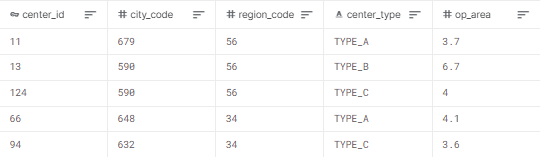 center_id city_code region_code center_type op_area
11 679 56 TYPE_A 3.7
13 590 56 TYPE_B 6.7
124 590 56 TYPE_C 4
66 648 34 TYPE_A 4.1
94 632 34 TYPE_C 3.6